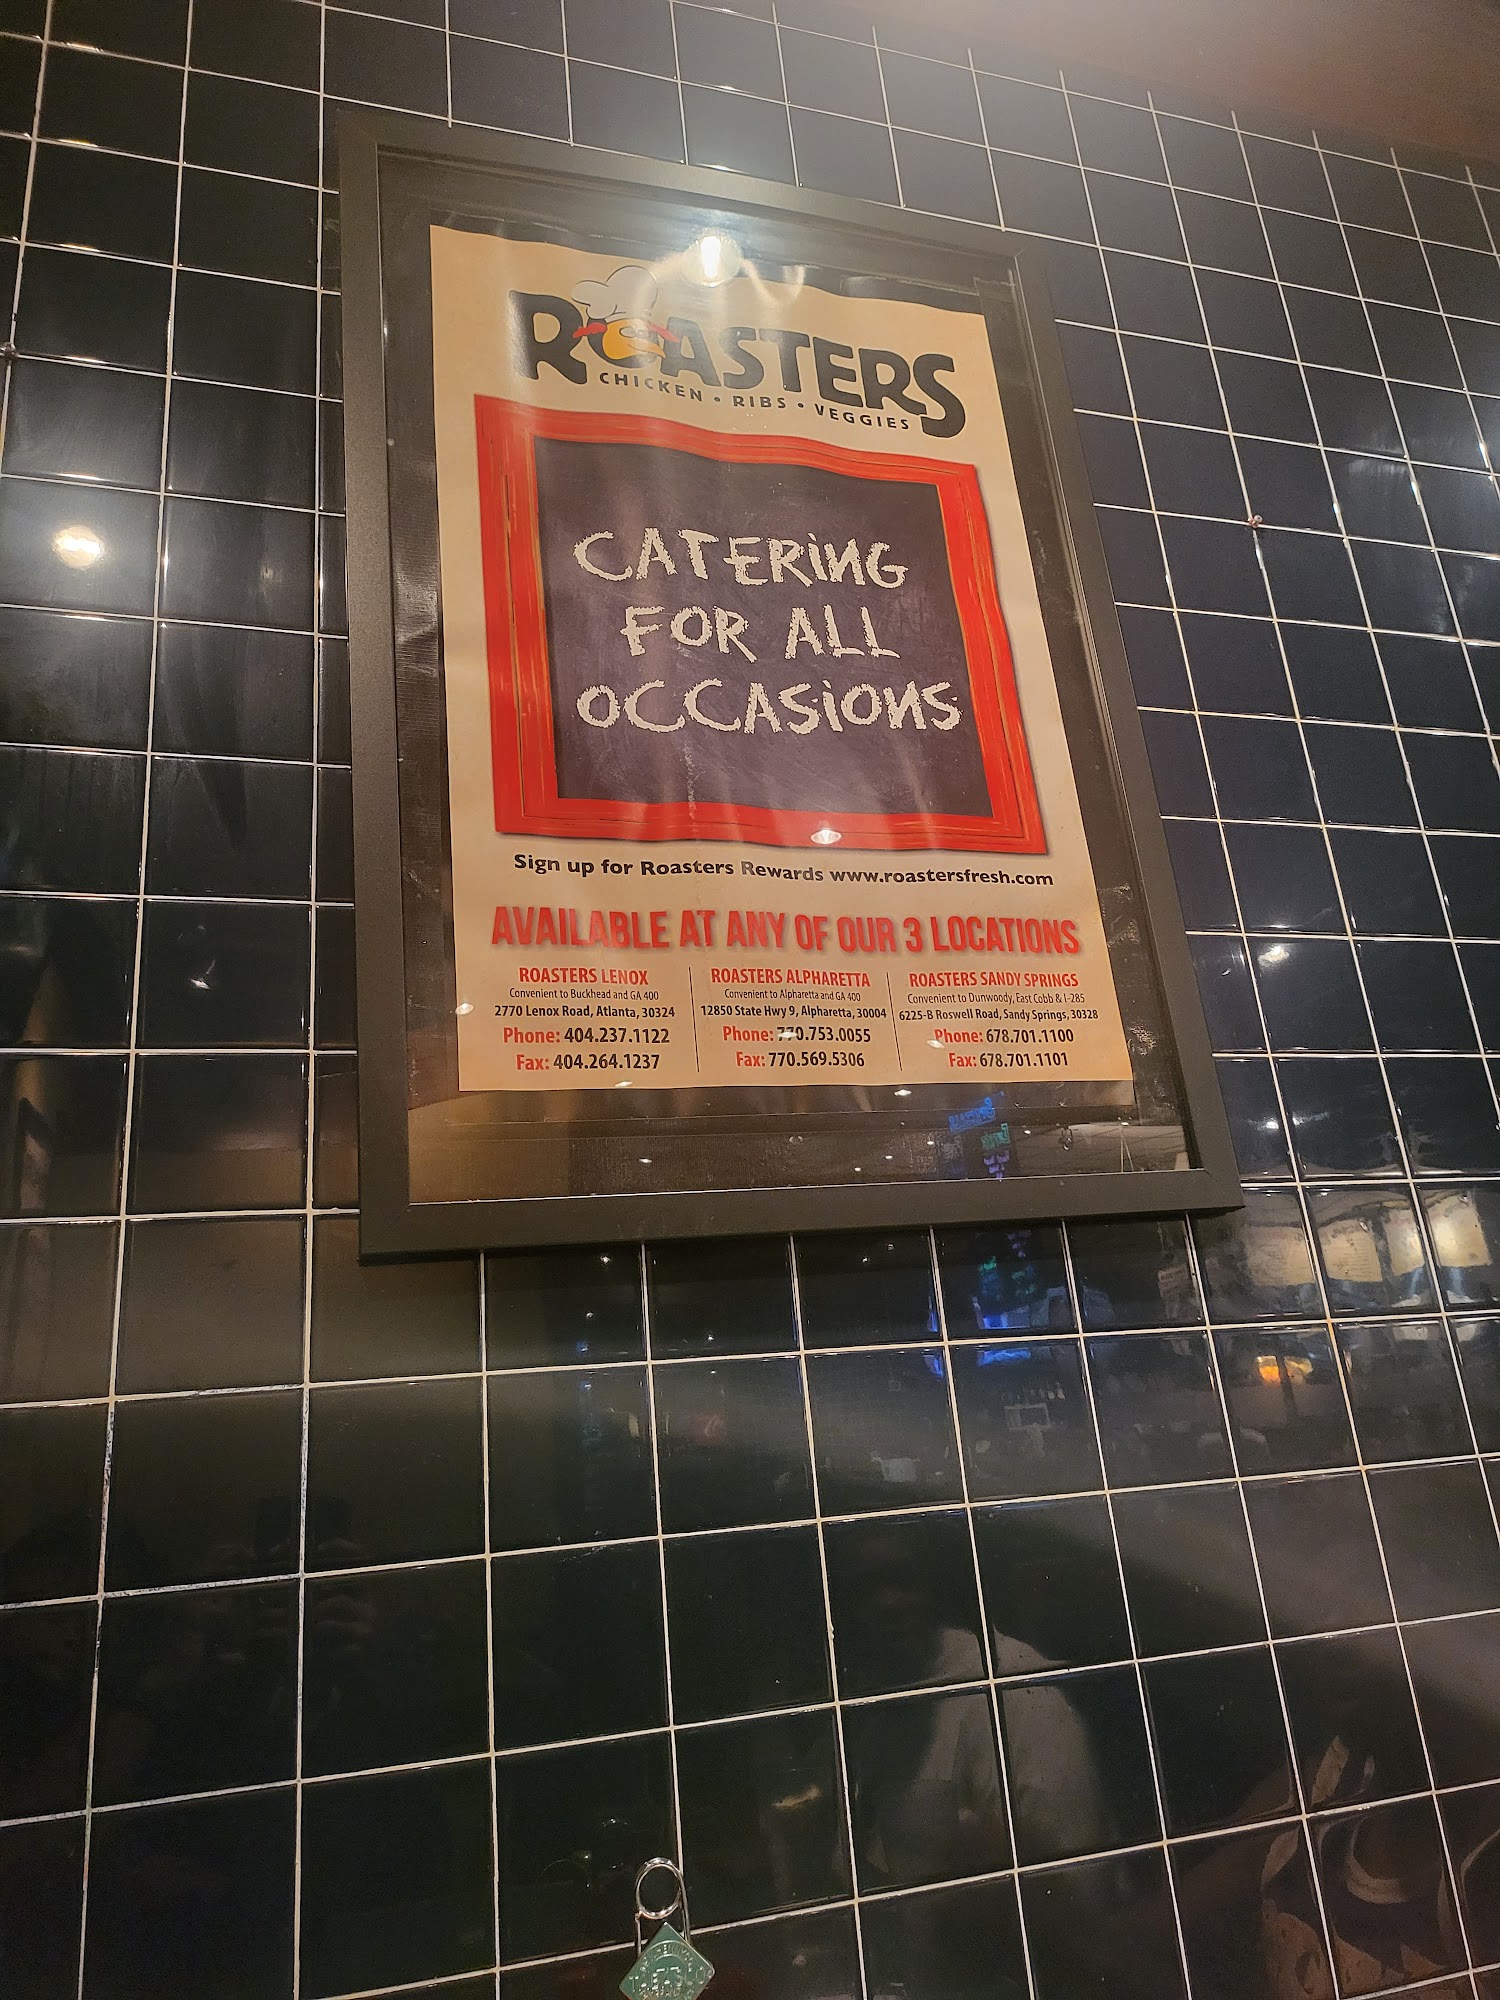 ROASTERS
CHICKEN • RIBS • VEGGIES
CATERING
FOR ALL
OCCASIONS
Sign up for Roasters Rewards www.roastersfresh.com
AVAILABLE AT ANY OF OUR 3 LOCATIONS
ROASTERS LENOX
Convenient to Buckhead and GA 400
2770 Lenox Road, Atlanta, 30324
Phone: 404.237.1122
Fax: 404.264.1237
ROASTERS ALPHARETTA
Convenient to Alpharetta and GA 400
12850 State Hwy 9, Alpharetta, 30004
Phone: 770.753.0055
Fax: 770.569.5306
ROASTERS SANDY SPRINGS
Convenient to Dunwoody, East Cobb & I-285
6225-B Roswell Road, Sandy Springs, 30328
Phone: 678.701.1100
Fax: 678.701.1101
TABASCO